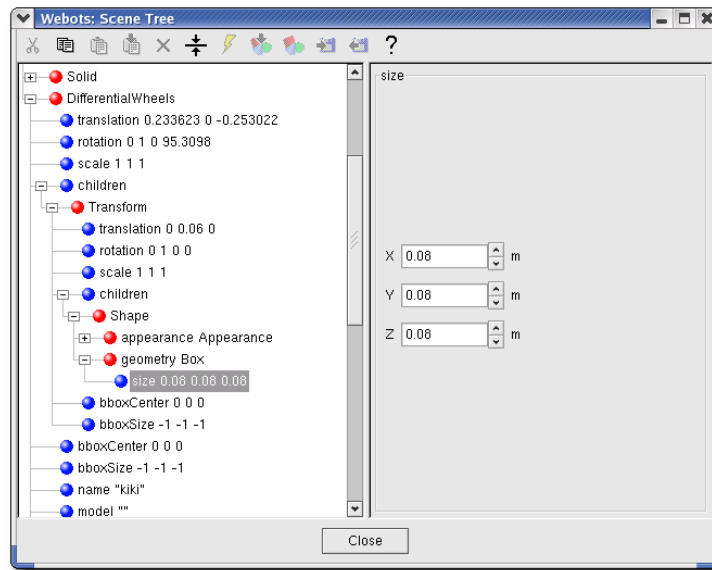 Webots: Scene Tree
?
Solid
DifferentialWheels
translation 0.233623 0 -0.253022
rotation 0 1 0 95.3098
scale 1 1 1
children
Transform
translation 0 0.06 0
rotation 0 1 0 0
scale 1 1 1
children
Shape
appearance Appearance
geometry Box
size 0.08 0.08 0.08
bboxCenter 0 0 0
bboxSize -1 -1 -1
bboxCenter 0 0 0
bboxSize -1 -1 -1
name "kiki"
model ""
size
X 0.08 m
Y 0.08 m
Z 0.08 m
Close